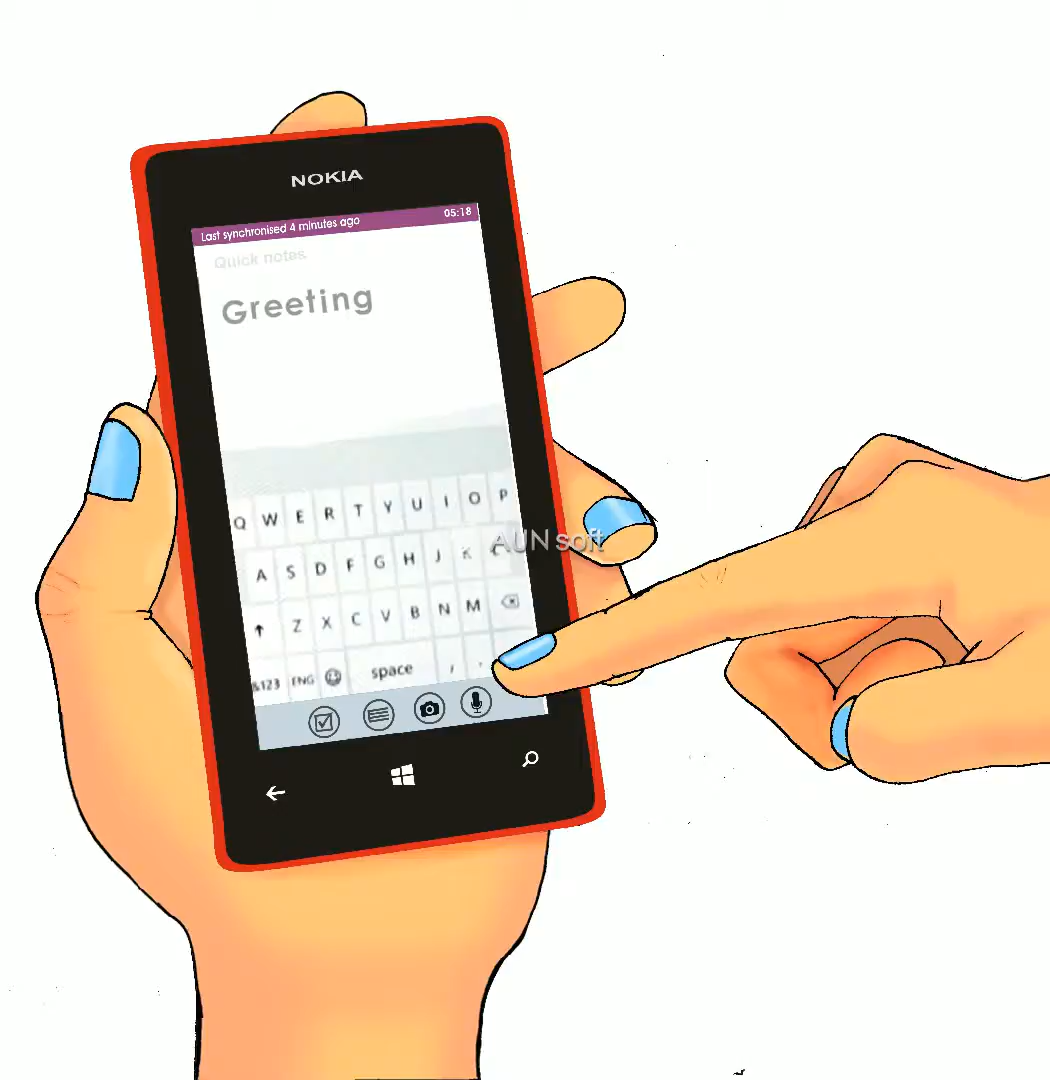 NOKIA
Last synchronised 4 minutes ago 05:18
Quick notes
Greeting
Q W E R T Y U I O P
A S D F G H J K
AUN soft
Z X C V B N M
&123 ENG space , .